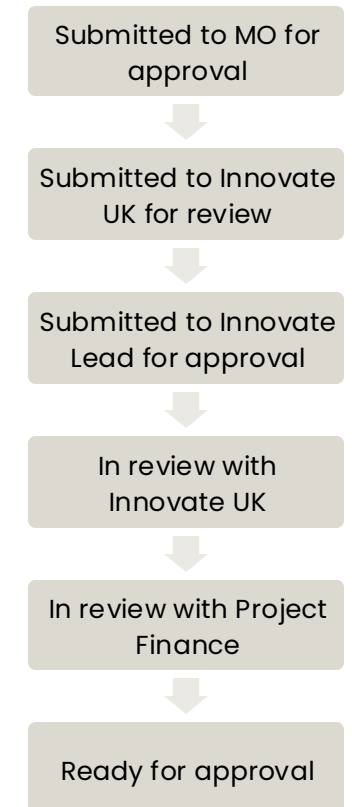 Submitted to MO for
approval
Submitted to Innovate
UK for review
Submitted to Innovate
Lead for approval
In review with
Innovate UK
In review with Project
Finance
Ready for approval